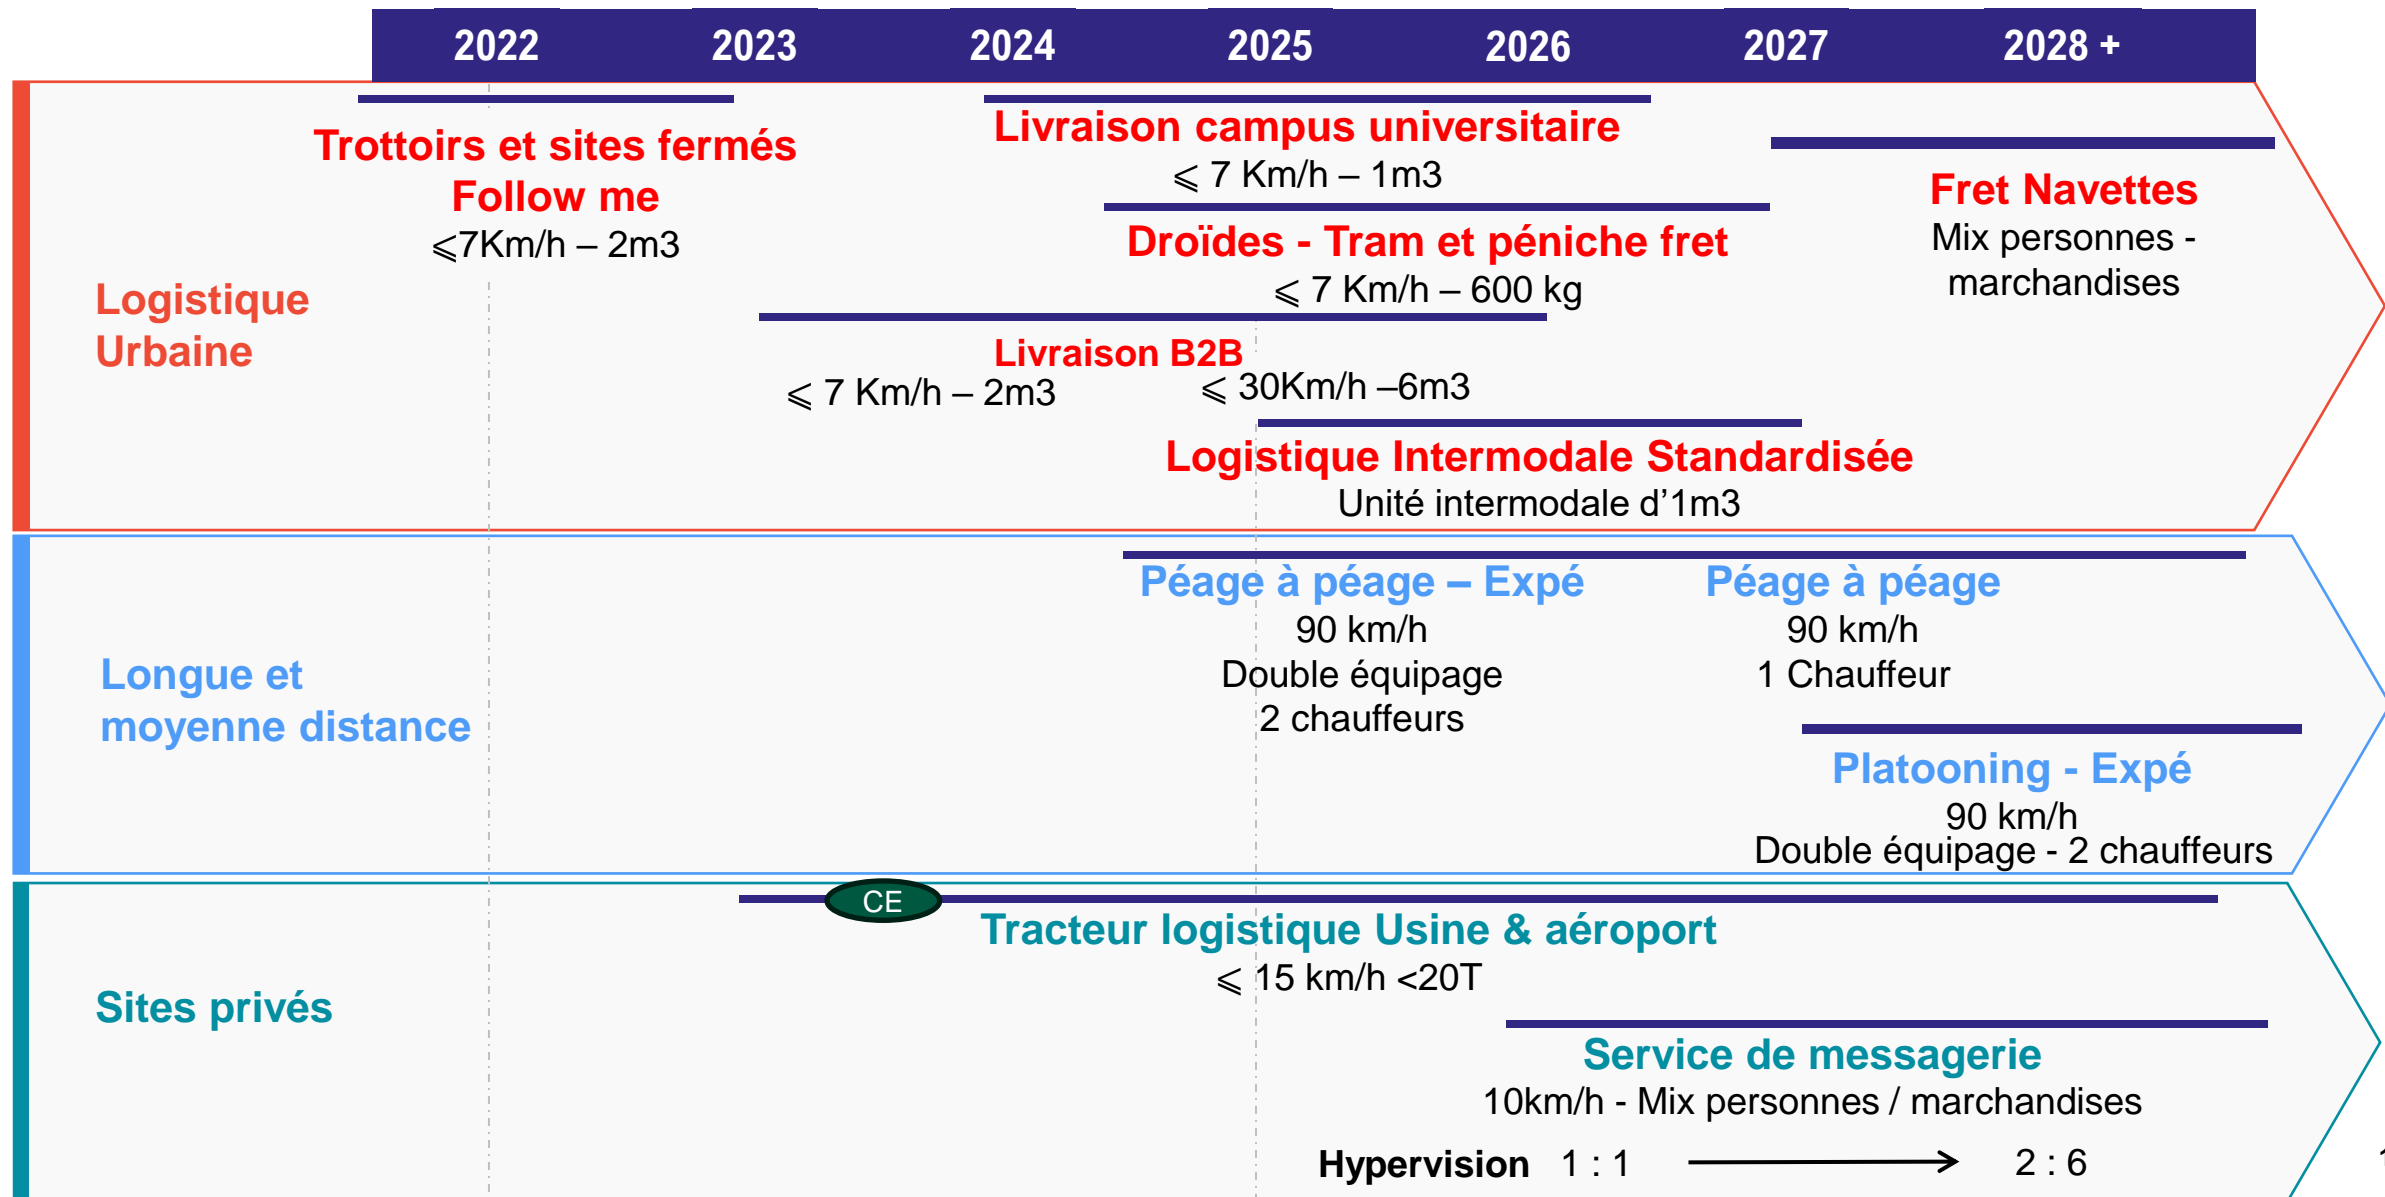 2022 2023 2024 2025 2026 2027 2028 +
Logistique
Urbaine
Trottoirs et sites fermés
Follow me
⩽7Km/h – 2m3
Livraison campus universitaire
⩽ 7 Km/h – 1m3
Droïdes - Tram et péniche fret
⩽ 7 Km/h – 600 kg
Livraison B2B
⩽ 7 Km/h – 2m3
⩽ 30Km/h –6m3
Logistique Intermodale Standardisée
Unité intermodale d’1m3
Fret Navettes
Mix personnes -
marchandises
Longue et
moyenne distance
Péage à péage – Expé
90 km/h
Double équipage
2 chauffeurs
Péage à péage
90 km/h
1 Chauffeur
Platooning - Expé
90 km/h
Double équipage - 2 chauffeurs
Sites privés
CE
Tracteur logistique Usine & aéroport
⩽ 15 km/h <20T
Service de messagerie
10km/h - Mix personnes / marchandises
Hypervision 1 : 1 2 : 6